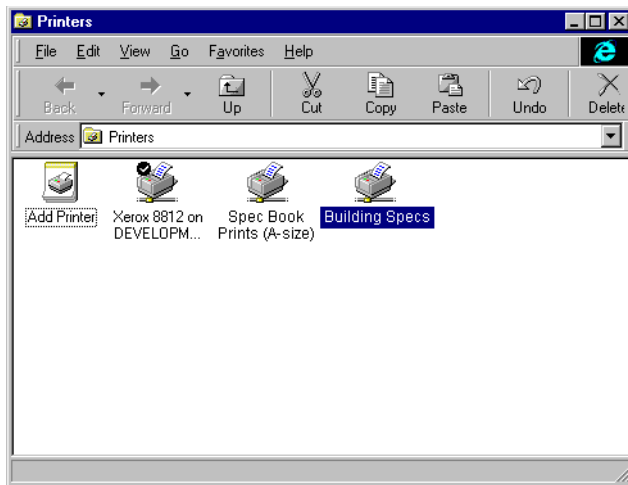 Printers
File Edit View Go Favorites Help
Back Forward Up Cut Copy Paste Undo Delete
Address Printers
Add Printer
Xerox 8812 on
DEVELOPM...
Spec Book
Prints (A-size)
Building Specs